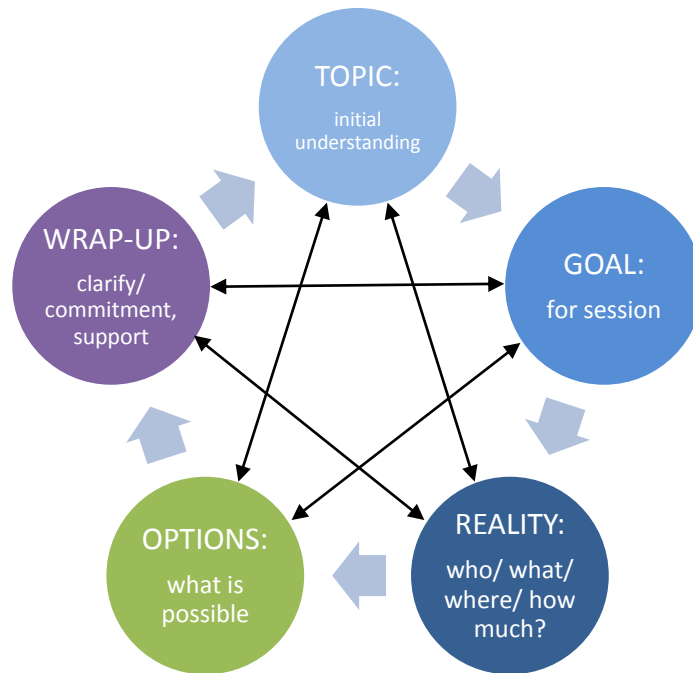 TOPIC:
initial
understanding
GOAL:
for session
REALITY:
who/ what/
where/ how
much?
OPTIONS:
what is
possible
WRAP-UP:
clarify/
commitment,
support